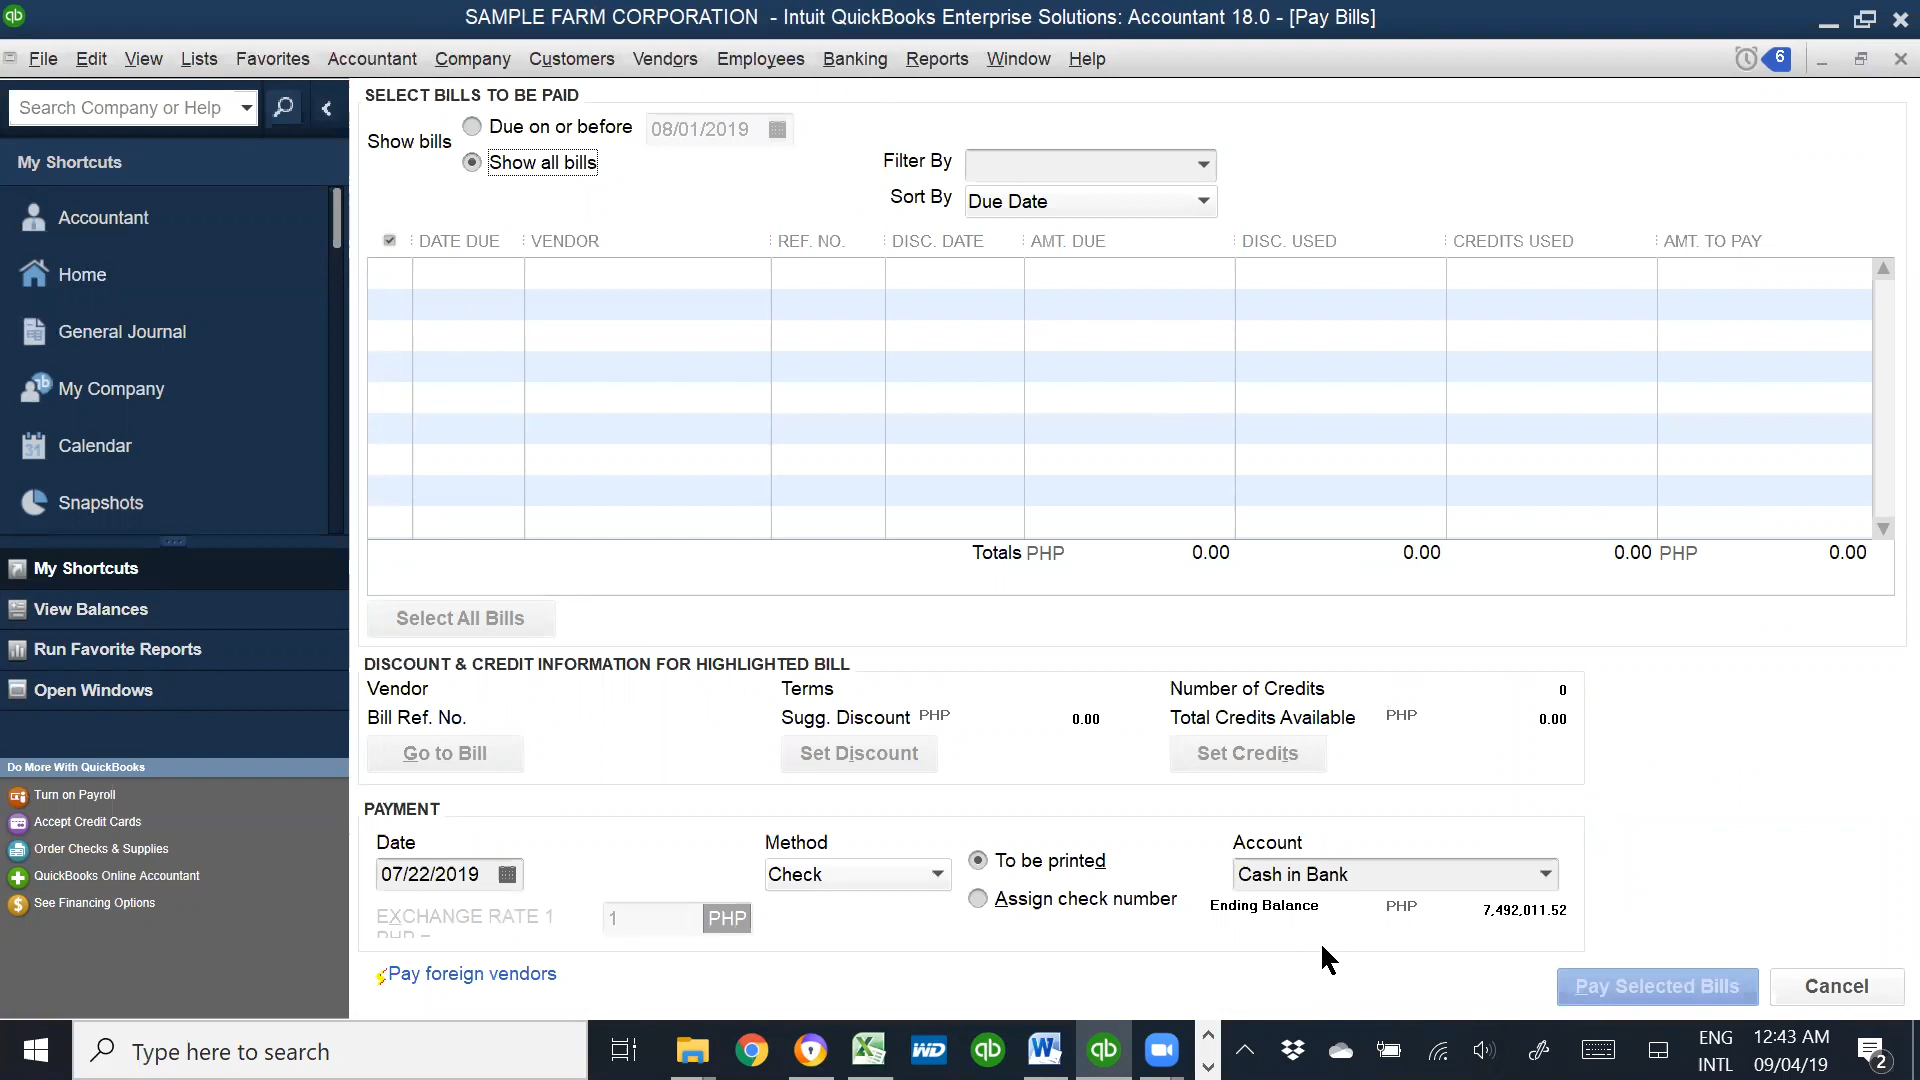 SAMPLE FARM CORPORATION - Intuit QuickBooks Enterprise Solutions: Accountant 18.0 - [Pay Bills]
File Edit View Lists Favorites Accountant Company Customers Vendors Employees Banking Reports Window Help 6
Search Company or Help
My Shortcuts
Accountant
Home
General Journal
My Company
Calendar
Snapshots
My Shortcuts
View Balances
Run Favorite Reports
Open Windows
Do More With QuickBooks
Turn on Payroll
Accept Credit Cards
Order Checks & Supplies
QuickBooks Online Accountant
See Financing Options
SELECT BILLS TO BE PAID
Show bills
Due on or before 08/01/2019
Show all bills
Filter By
Sort By Due Date
DATE DUE VENDOR REF. NO. DISC. DATE AMT. DUE DISC. USED CREDITS USED AMT. TO PAY
Totals PHP 0.00 0.00 0.00 PHP 0.00
Select All Bills
DISCOUNT & CREDIT INFORMATION FOR HIGHLIGHTED BILL
Vendor Terms Number of Credits 0
Bill Ref. No. Sugg. Discount PHP 0.00 Total Credits Available PHP 0.00
Go to Bill Set Discount Set Credits
PAYMENT
Date Method Account
07/22/2019 Check To be printed Cash in Bank
Assign check number Ending Balance PHP 7,492,011.52
EXCHANGE RATE 1 1 PHP
PHP =
Pay foreign vendors
Pay Selected Bills Cancel
Type here to search
ENG 12:43 AM
INTL 09/04/19 2